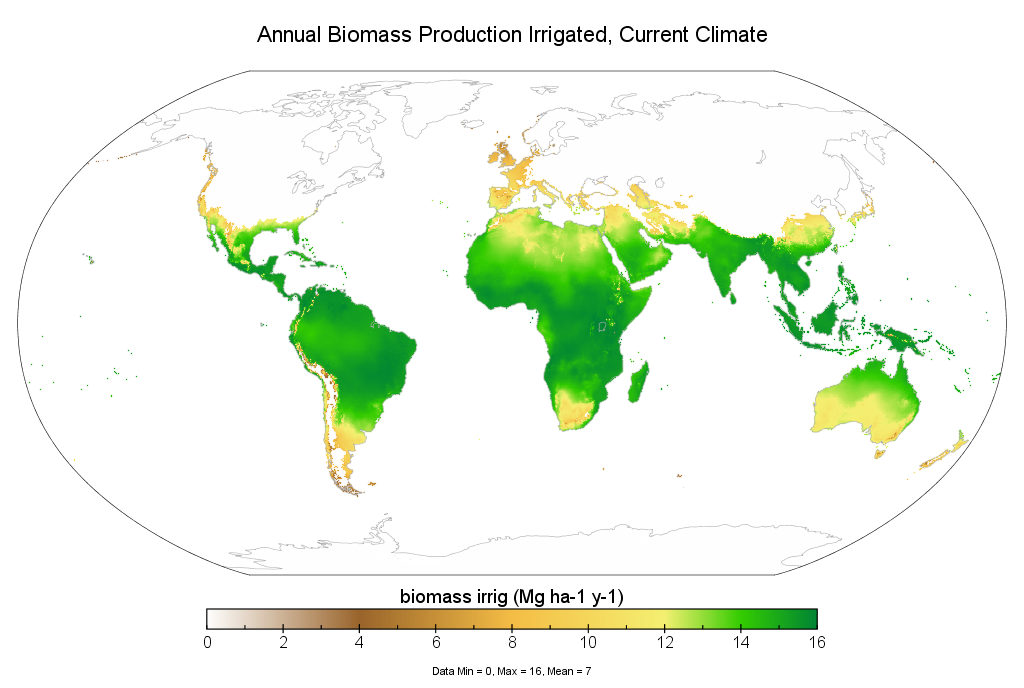 Annual Biomass Production Irrigated, Current Climate
biomass irrig (Mg ha-1 y-1)
0 2 4 6 8 10 12 14 16
Data Min = 0, Max = 16, Mean = 7